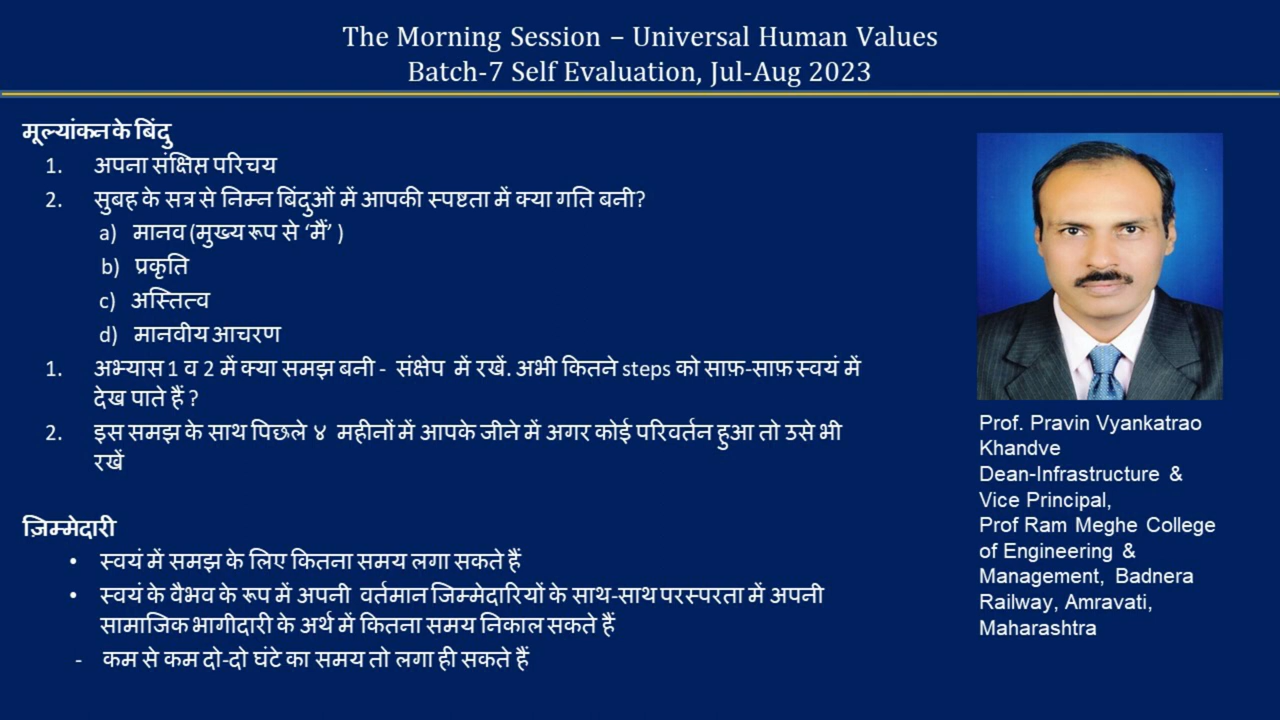 The Morning Session – Universal Human Values
Batch-7 Self Evaluation, Jul-Aug 2023
मूल्यांकन के बिंदु
1. अपना संक्षिप्त परिचय
2. सुबह के सत्र से निम्न बिंदुओं में आपकी स्पष्टता में क्या गति बनी?
a) मानव (मुख्य रूप से ‘मैं’ )
b) प्रकृति
c) अस्तित्व
d) मानवीय आचरण
1. अभ्यास 1 व 2 में क्या समझ बनी - संक्षेप में रखें. अभी कितने steps को साफ़-साफ़ स्वयं में
देख पाते हैं ?
2. इस समझ के साथ पिछले ४ महीनों में आपके जीने में अगर कोई परिवर्तन हुआ तो उसे भी
रखें
ज़िम्मेदारी
• स्वयं में समझ के लिए कितना समय लगा सकते हैं
• स्वयं के वैभव के रूप में अपनी वर्तमान जिम्मेदारियों के साथ-साथ परस्परता में अपनी
सामाजिक भागीदारी के अर्थ में कितना समय निकाल सकते हैं
- कम से कम दो-दो घंटे का समय तो लगा ही सकते हैं
Prof. Pravin Vyankatrao
Khandve
Dean-Infrastructure &
Vice Principal,
Prof Ram Meghe College
of Engineering &
Management, Badnera
Railway, Amravati,
Maharashtra